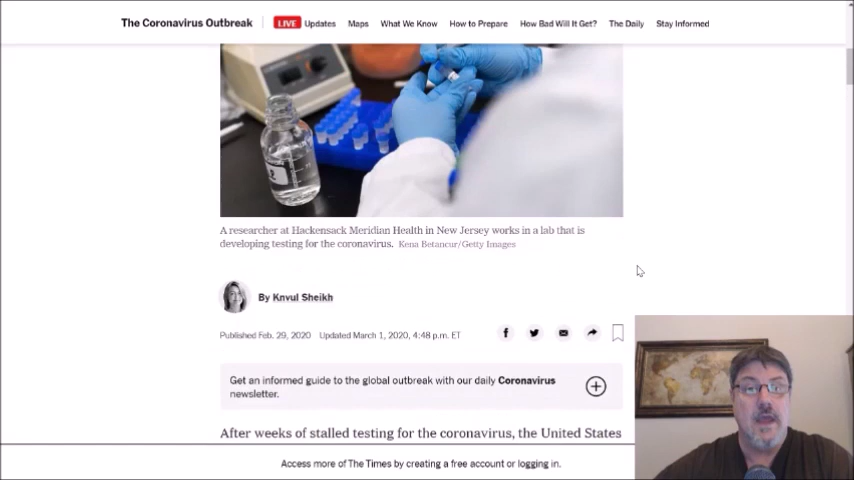 The Coronavirus Outbreak LIVE Updates Maps What We Know How to Prepare How Bad Will It Get? The Daily Stay Informed
A researcher at Hackensack Meridian Health in New Jersey works in a lab that is
developing testing for the coronavirus. Kena Betancur/Getty Images
By Knvul Sheikh
Published Feb. 29, 2020 Updated March 1, 2020, 4:48 p.m. ET
Get an informed guide to the global outbreak with our daily Coronavirus
newsletter.
After weeks of stalled testing for the coronavirus, the United States
Access more of The Times by creating a free account or logging in.